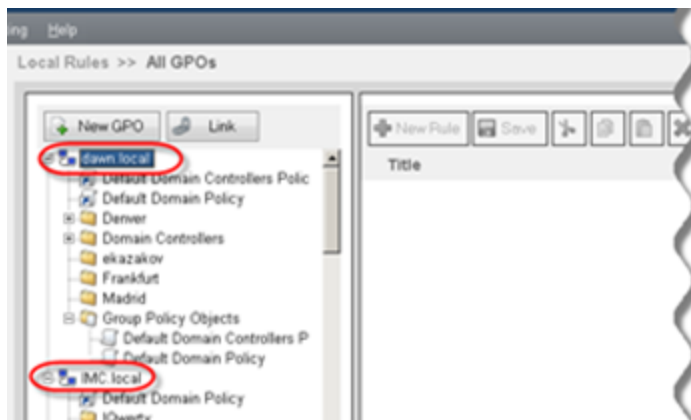 ing Help
Local Rules >> All GPOs
New GPO Link
New Rule Save
Title
dawn.local
Default Domain Controllers Polic
Default Domain Policy
Denver
Domain Controllers
ekazakov
Frankfurt
Madrid
Group Policy Objects
Default Domain Controllers P
Default Domain Policy
IMC.local
Default Domain Policy